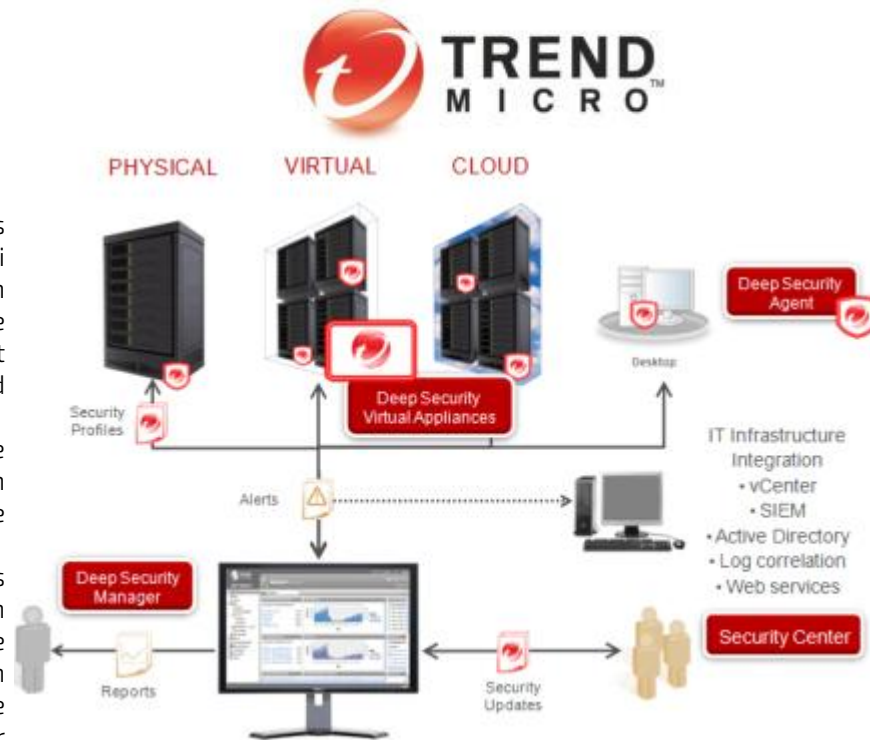 TREND
MICRO™
PHYSICAL
VIRTUAL
CLOUD
Deep Security
Agent
Desktop
Deep Security
Virtual Appliances
Security
Profiles
IT Infrastructure
Integration
• vCenter
• SIEM
• Active Directory
• Log correlation
• Web services
Alerts
Deep Security
Manager
Security Center
Reports
Security
Updates